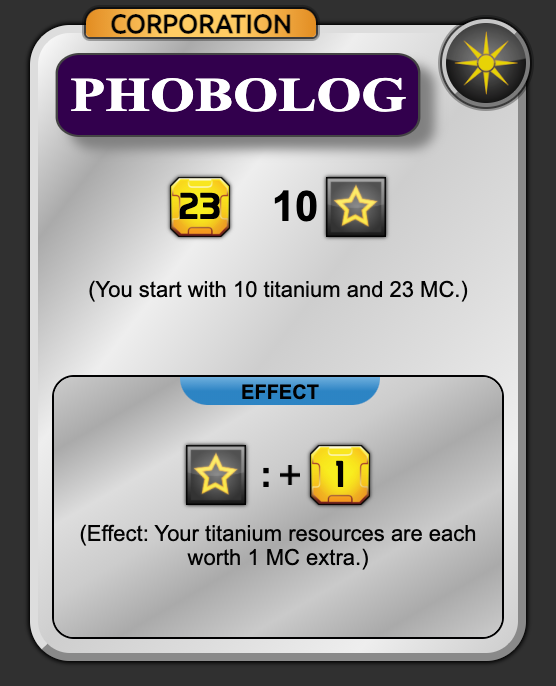 CORPORATION
PHOBOLOG
23 10
(You start with 10 titanium and 23 MC.)
EFFECT
: + 1
(Effect: Your titanium resources are each
worth 1 MC extra.)